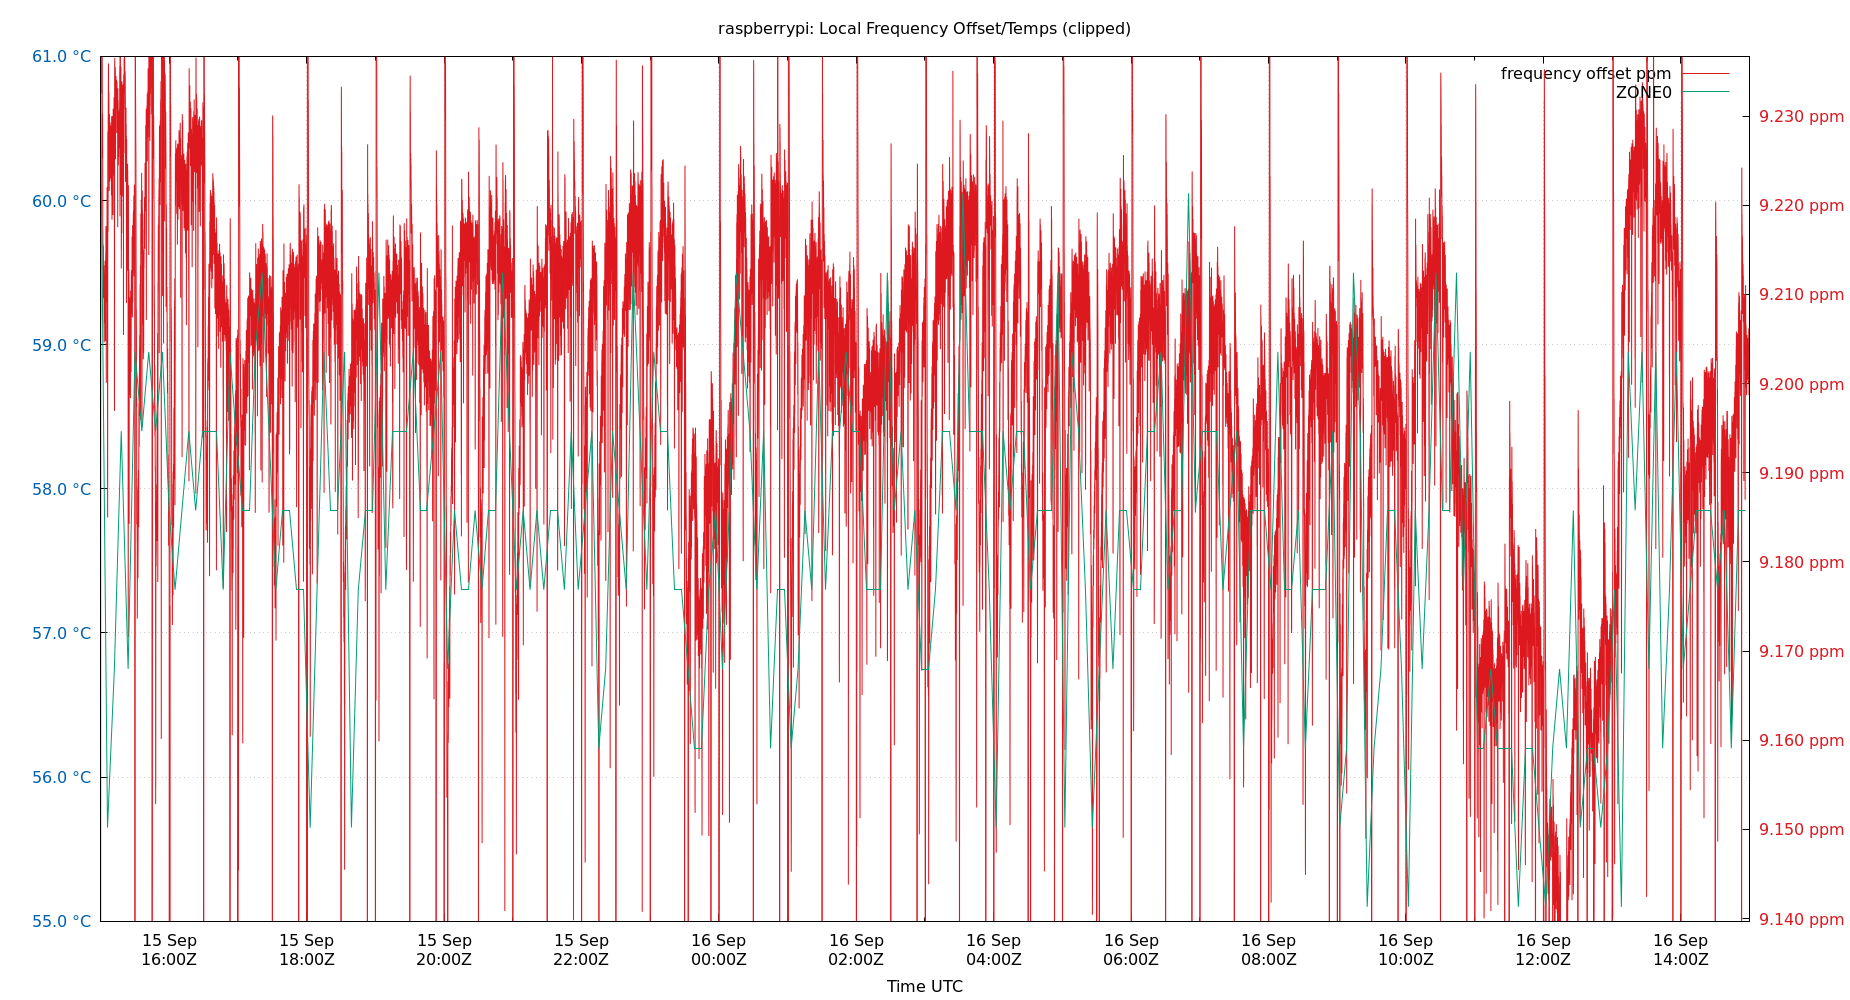 raspberrypi: Local Frequency Offset/Temps (clipped)
61.0 °C
60.0 °C
59.0 °C
58.0 °C
57.0 °C
56.0 °C
55.0 °C
frequency offset ppm
ZONE0
9.230 ppm
9.220 ppm
9.210 ppm
9.200 ppm
9.190 ppm
9.180 ppm
9.170 ppm
9.160 ppm
9.150 ppm
9.140 ppm
15 Sep
16:00Z
15 Sep
18:00Z
15 Sep
20:00Z
15 Sep
22:00Z
16 Sep
00:00Z
16 Sep
02:00Z
16 Sep
04:00Z
16 Sep
06:00Z
16 Sep
08:00Z
16 Sep
10:00Z
16 Sep
12:00Z
16 Sep
14:00Z
Time UTC